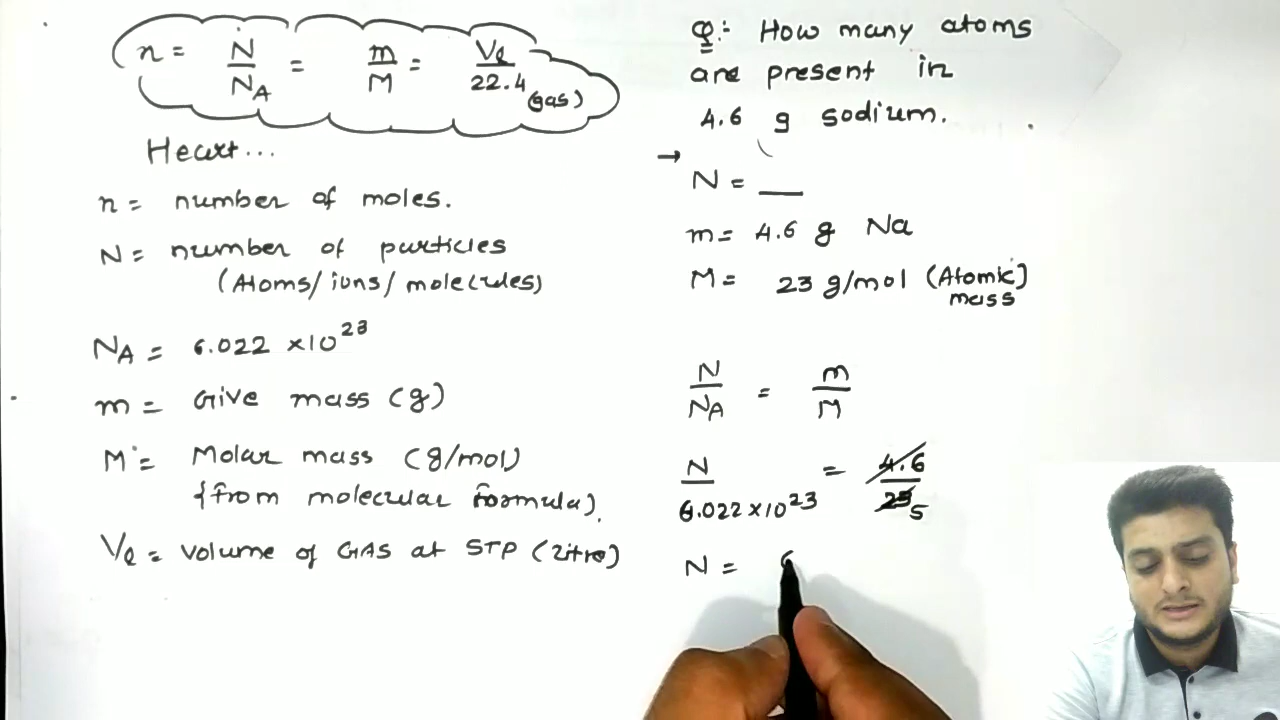 n = N/NA = m/M = Vℓ/22.4 (gas)
Heart...
n = number of moles.
N = number of particles
(Atoms/ions/molecules)
NA = 6.022 ×10^23
m = Give mass (g)
M = Molar mass (g/mol)
{from molecular formula}.
Vℓ = volume of GAS at STP (litre)
Q:- How many atoms
are present in
4.6 g sodium.
→ N = __
m = 4.6 g Na
M = 23 g/mol (Atomic mass)
N/NA = m/M
N/6.022×10^23 = 4.6/23 5
N = 6